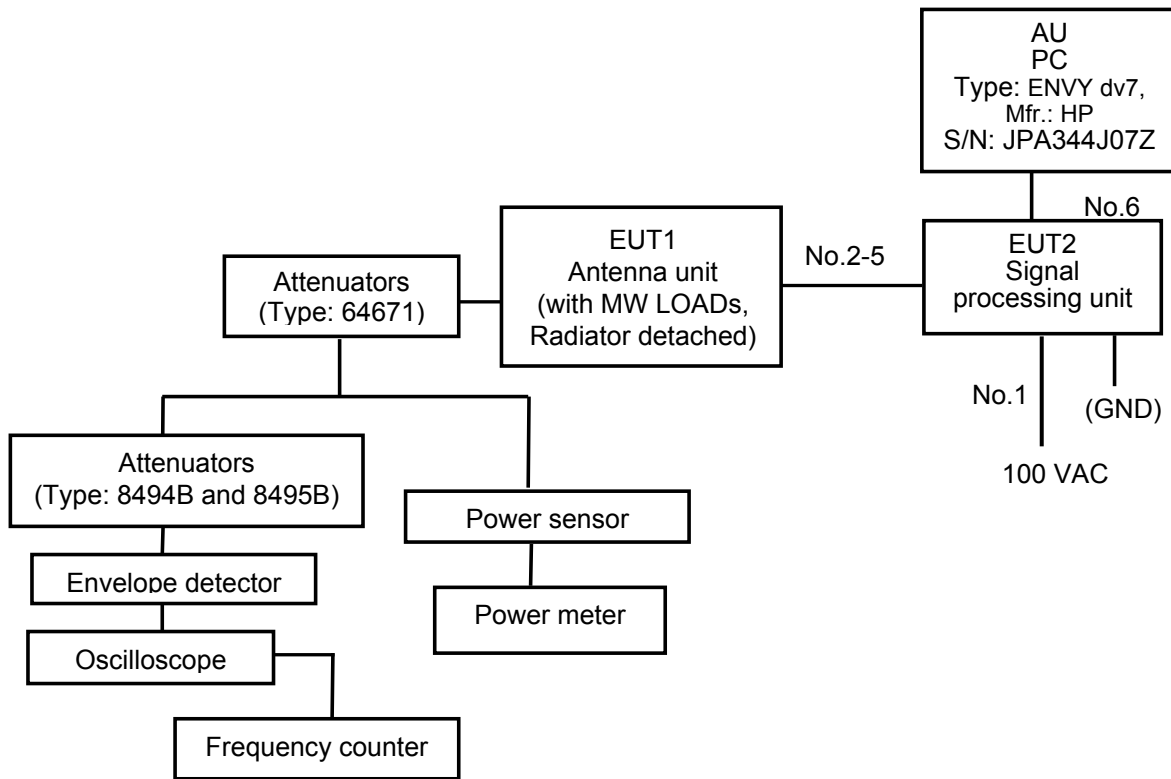 AU
PC
Type: ENVY dv7,
Mfr.: HP
S/N: JPA344J07Z
No.6
EUT1
Antenna unit
(with MW LOADs,
Radiator detached)
No.2-5
EUT2
Signal
processing unit
Attenuators
(Type: 64671)
No.1
(GND)
100 VAC
Attenuators
(Type: 8494B and 8495B)
Power sensor
Envelope detector
Power meter
Oscilloscope
Frequency counter